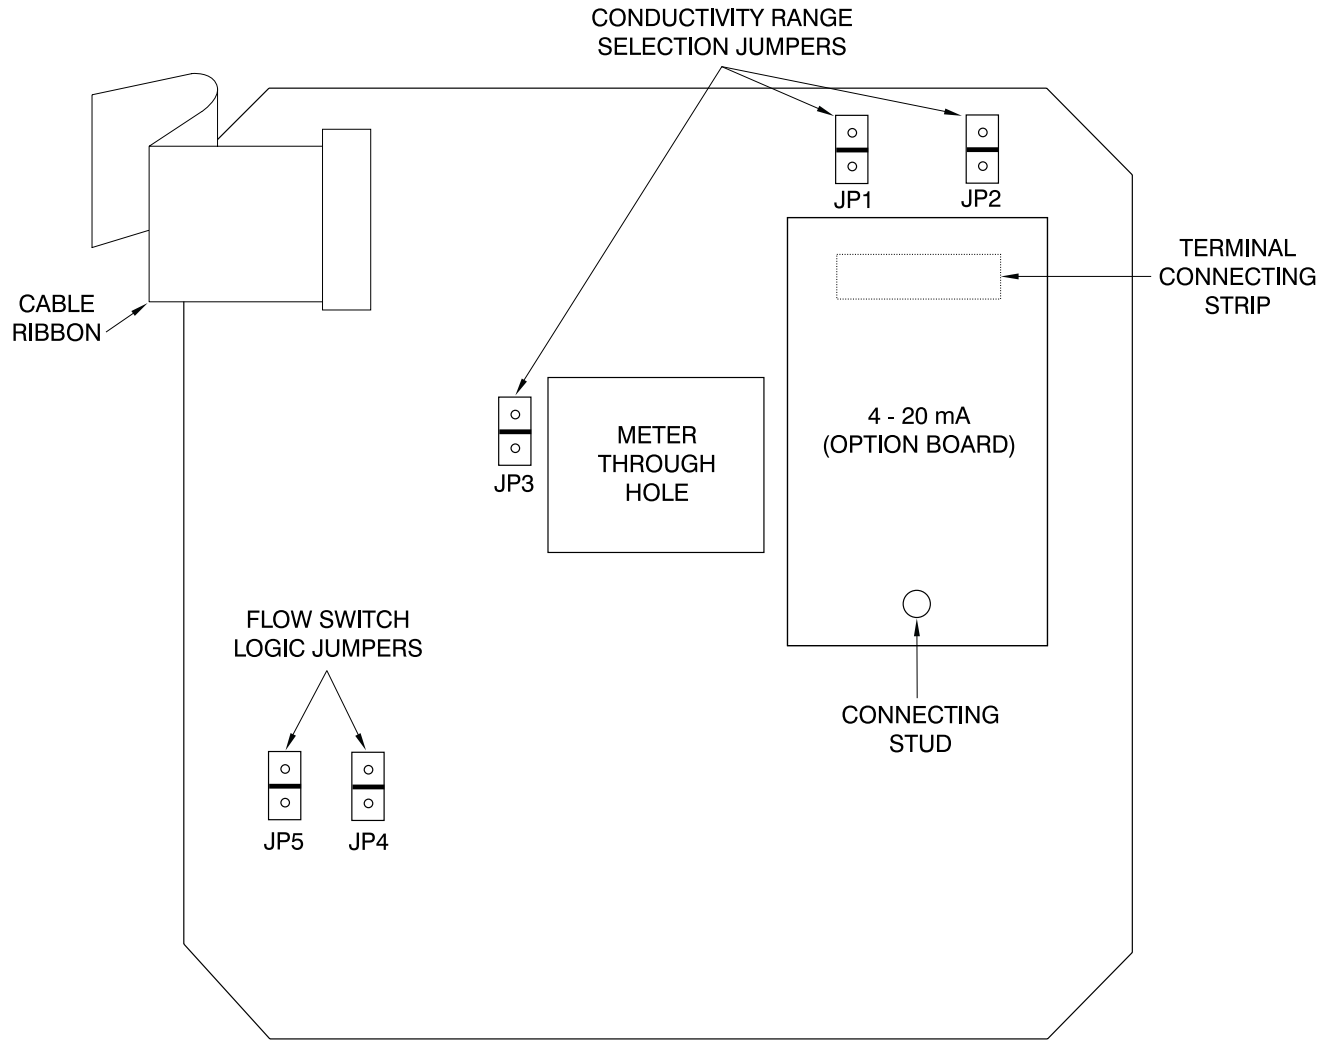 CONDUCTIVITY RANGE
SELECTION JUMPERS
JP1
JP2
TERMINAL
CONNECTING
STRIP
CABLE
RIBBON
4 - 20 mA
(OPTION BOARD)
METER
THROUGH
HOLE
JP3
FLOW SWITCH
LOGIC JUMPERS
CONNECTING
STUD
JP5
JP4